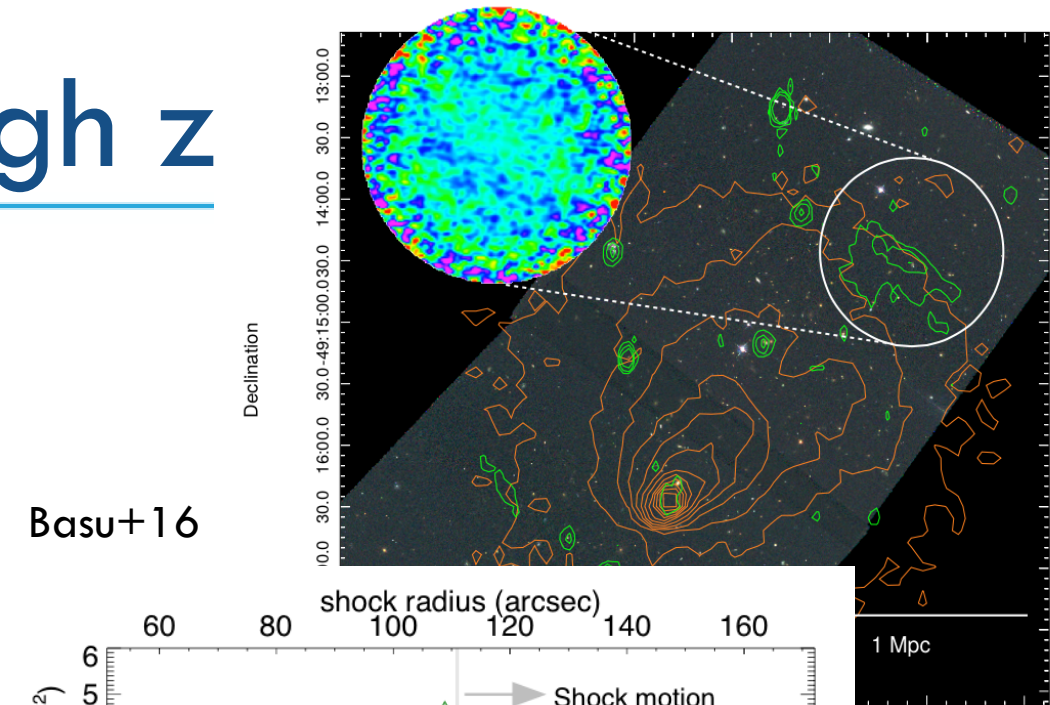 gh z
13:00.0
30.0
14:00.0
30.0
-49:15:00.0
30.0
16:00.0
30.0
Declination
Basu+16
1 Mpc
shock radius (arcsec)
60 80 100 120 140 160
6
5
Shock motion